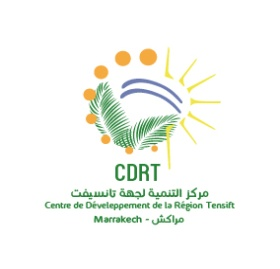 CDRT
مركز التنمية لجهة تانسيفت
Centre de Développement de la Région Tensift
Marrakech - مراكش